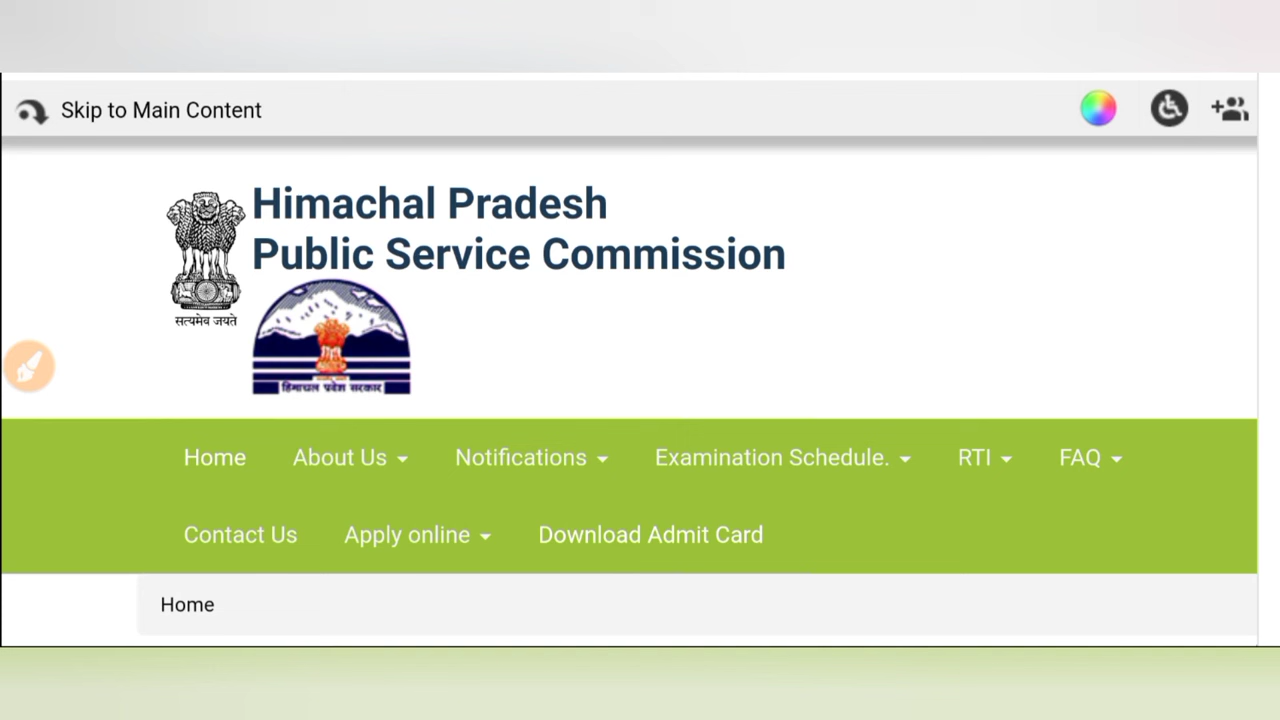 Skip to Main Content
Himachal Pradesh
Public Service Commission
सत्यमेव जयते
हिमाचल प्रदेश सरकार
Home About Us Notifications Examination Schedule. RTI FAQ
Contact Us Apply online Download Admit Card
Home